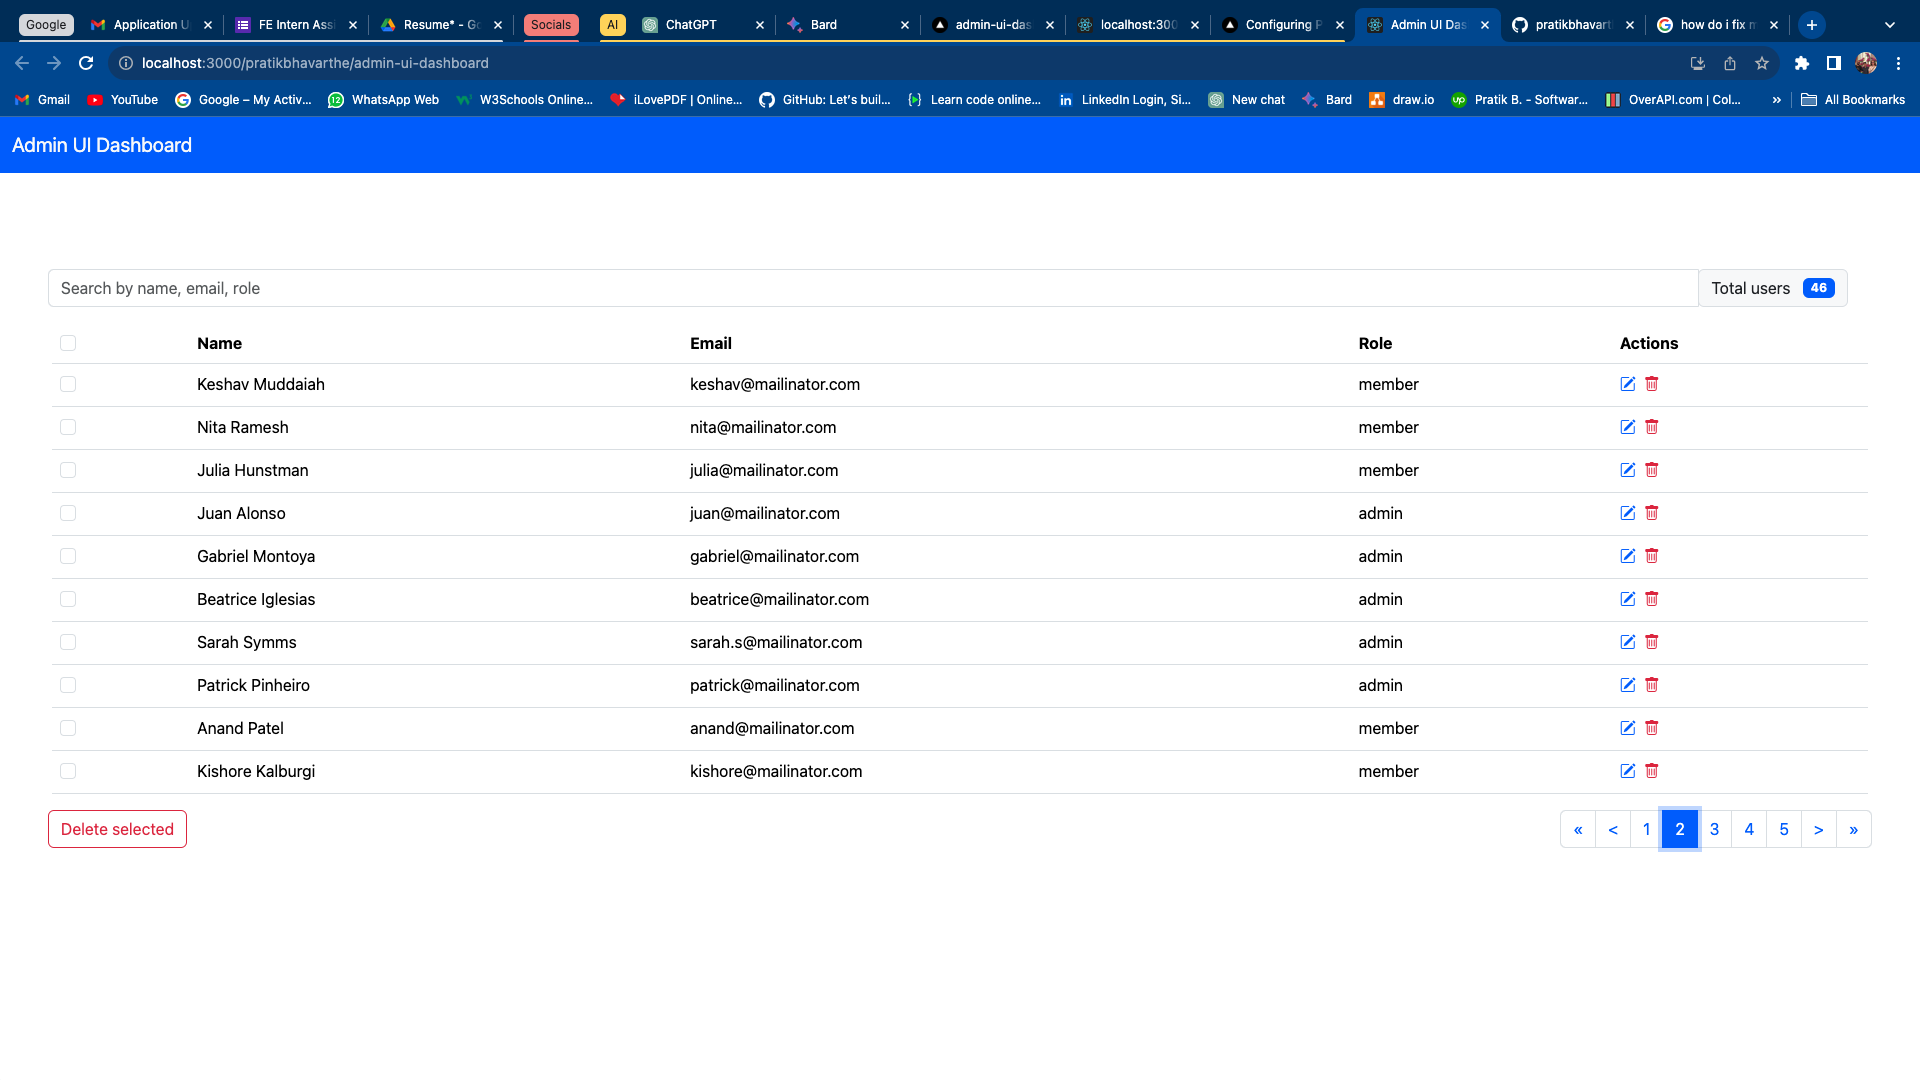 Google Application U FE Intern Ass Resume* - Go Socials AI ChatGPT Bard admin-ui-das localhost:300 Configuring P Admin UI Das pratikbhavart how do i fix m
localhost:3000/pratikbhavarthe/admin-ui-dashboard
Gmail YouTube Google – My Activ... 12 WhatsApp Web W3Schools Online... iLovePDF | Online... GitHub: Let's buil... Learn code online... LinkedIn Login, Si... New chat Bard draw.io Pratik B. - Softwar... OverAPI.com | Col... » All Bookmarks
Admin UI Dashboard
Search by name, email, role Total users 46
Name Email Role Actions
Keshav Muddaiah keshav@mailinator.com member
Nita Ramesh nita@mailinator.com member
Julia Hunstman julia@mailinator.com member
Juan Alonso juan@mailinator.com admin
Gabriel Montoya gabriel@mailinator.com admin
Beatrice Iglesias beatrice@mailinator.com admin
Sarah Symms sarah.s@mailinator.com admin
Patrick Pinheiro patrick@mailinator.com admin
Anand Patel anand@mailinator.com member
Kishore Kalburgi kishore@mailinator.com member
Delete selected « < 1 2 3 4 5 > »